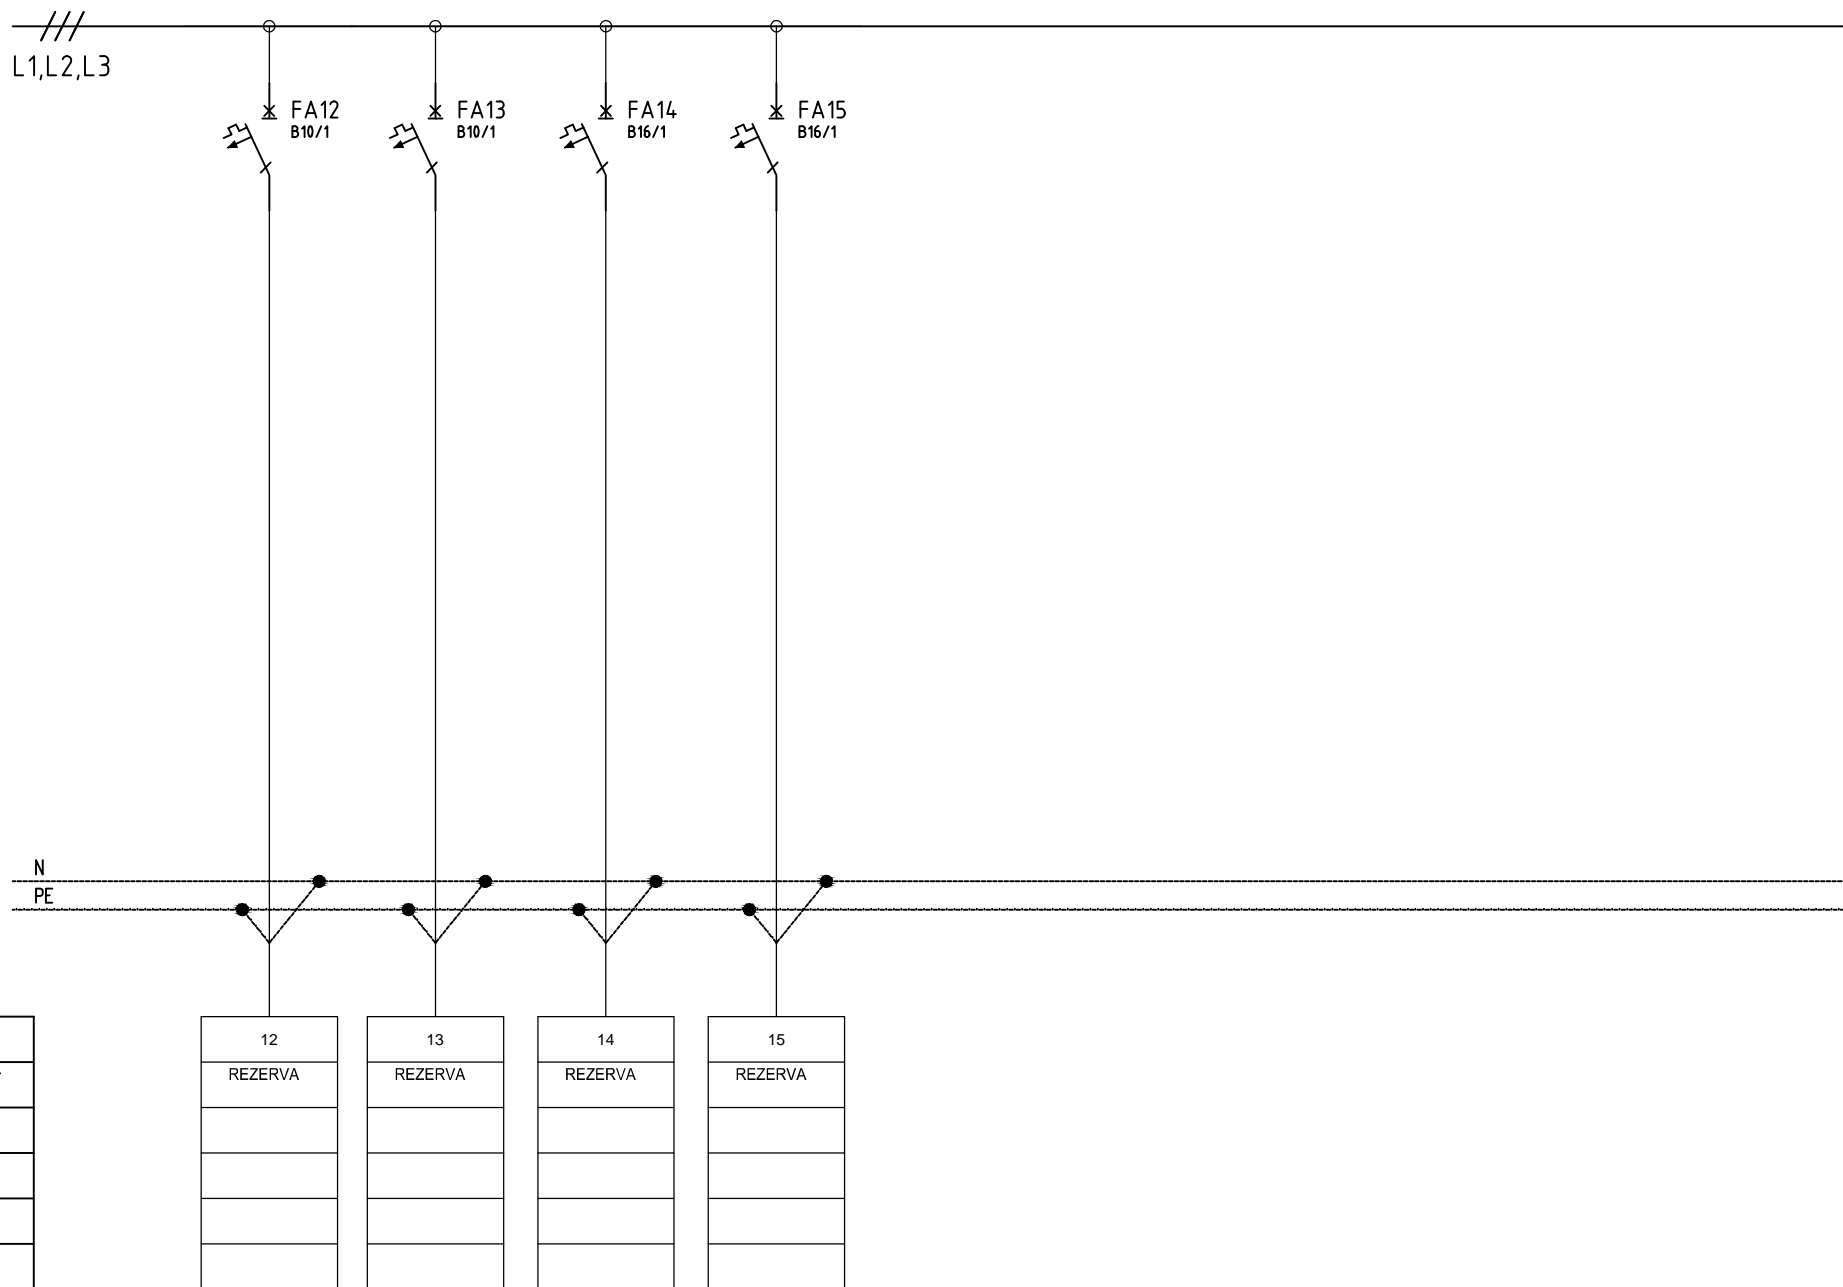 L1,L2,L3
FA12
B10/1
FA13
B10/1
FA14
B16/1
FA15
B16/1
N
PE
12
13
14
15
REZERVA
REZERVA
REZERVA
REZERVA